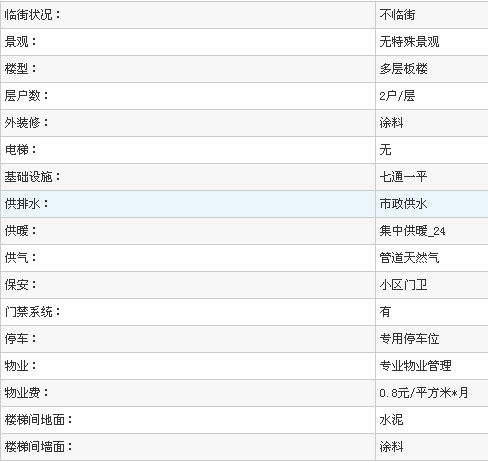 临街状况： 不临街
景观： 无特殊景观
楼型： 多层板楼
层户数： 2户/层
外装修： 涂料
电梯： 无
基础设施： 七通一平
供排水： 市政供水
供暖： 集中供暖_24
供气： 管道天然气
保安： 小区门卫
门禁系统： 有
停车： 专用停车位
物业： 专业物业管理
物业费： 0.8元/平方米*月
楼梯间地面： 水泥
楼梯间墙面： 涂料